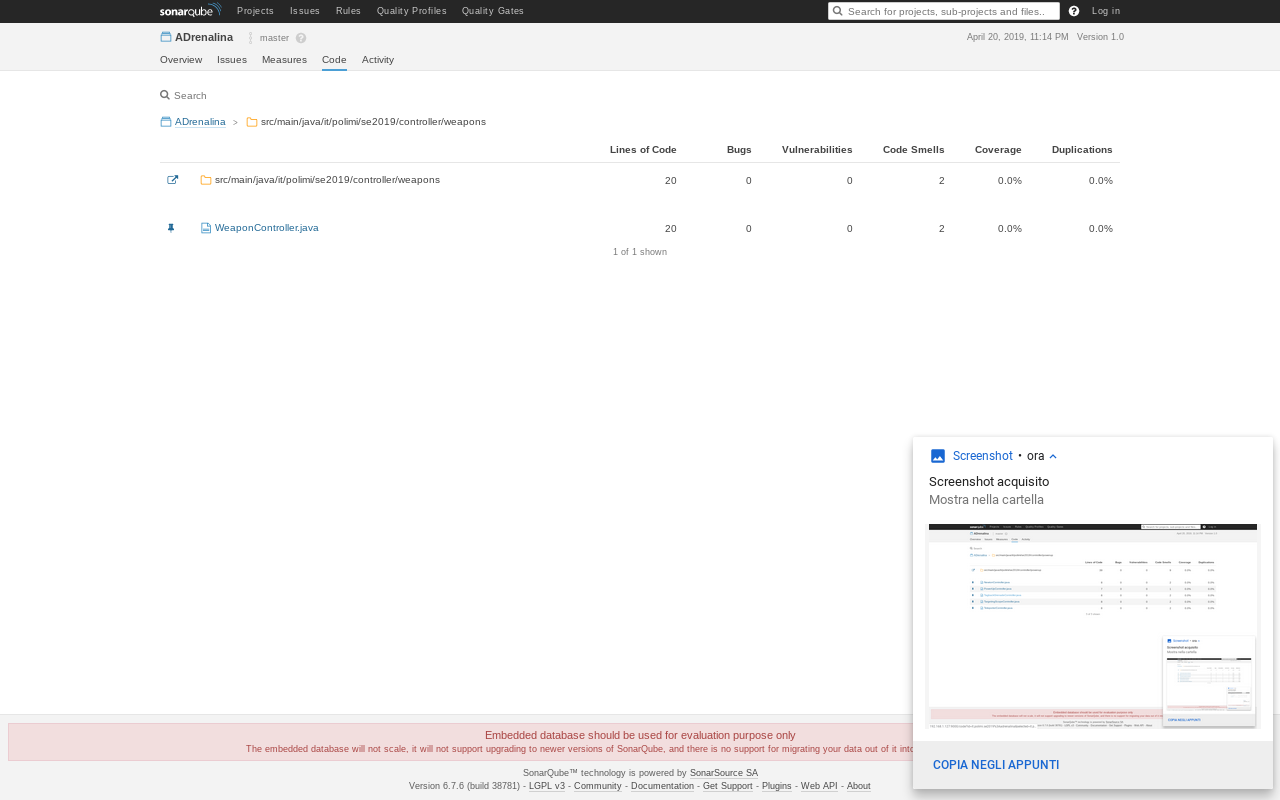 sonarqube Projects Issues Rules Quality Profiles Quality Gates Search for projects, sub-projects and files.. Log in
ADrenalina master April 20, 2019, 11:14 PM Version 1.0
Overview Issues Measures Code Activity
Search
ADrenalina > src/main/java/it/polimi/se2019/controller/weapons
Lines of Code Bugs Vulnerabilities Code Smells Coverage Duplications
src/main/java/it/polimi/se2019/controller/weapons 20 0 0 2 0.0% 0.0%
WeaponController.java 20 0 0 2 0.0% 0.0%
1 of 1 shown
Screenshot • ora
Screenshot acquisito
Mostra nella cartella
COPIA NEGLI APPUNTI
Embedded database should be used for evaluation purpose only
The embedded database will not scale, it will not support upgrading to newer versions of SonarQube, and there is no support for migrating your data out of it
SonarQube™ technology is powered by SonarSource SA
Version 6.7.6 (build 38781) - LGPL v3 - Community - Documentation - Get Support - Plugins - Web API - About